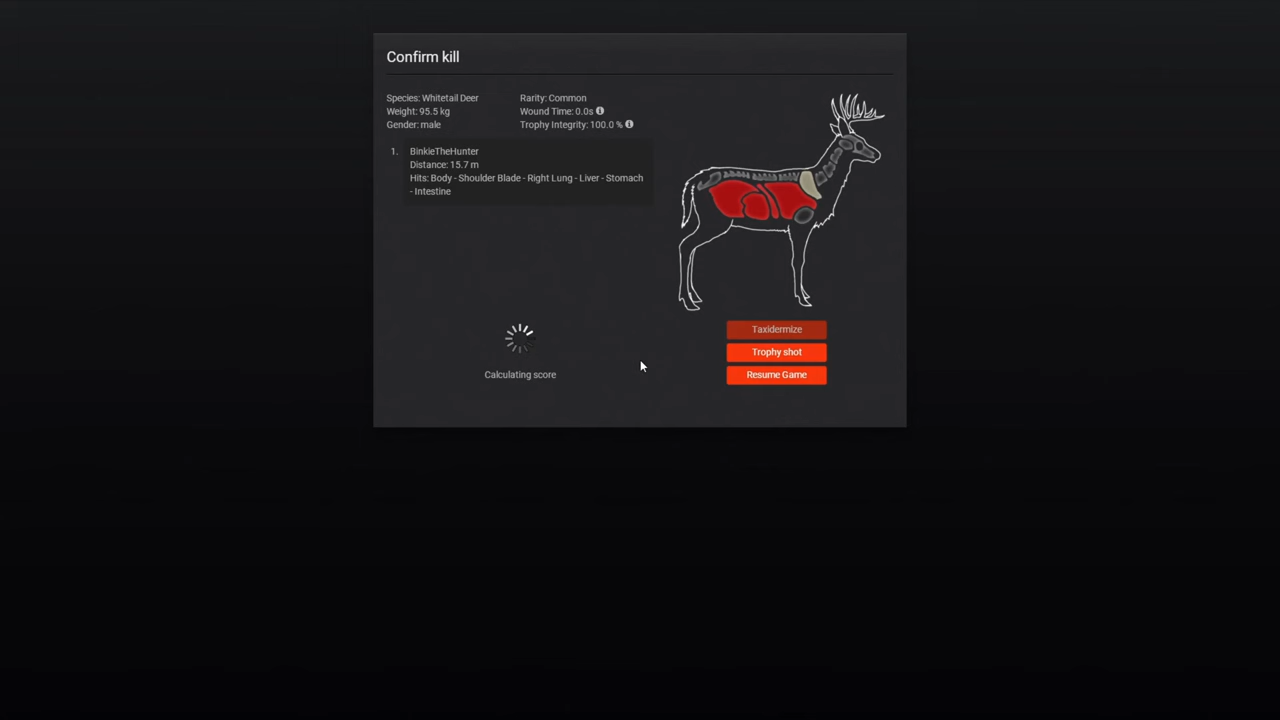 Confirm kill
Species: Whitetail Deer
Weight: 95.5 kg
Gender: male
Rarity: Common
Wound Time: 0.0s
Trophy Integrity: 100.0 %
1.
BinkieTheHunter
Distance: 15.7 m
Hits: Body - Shoulder Blade - Right Lung - Liver - Stomach
- Intestine
Calculating score
Taxidermize
Trophy shot
Resume Game